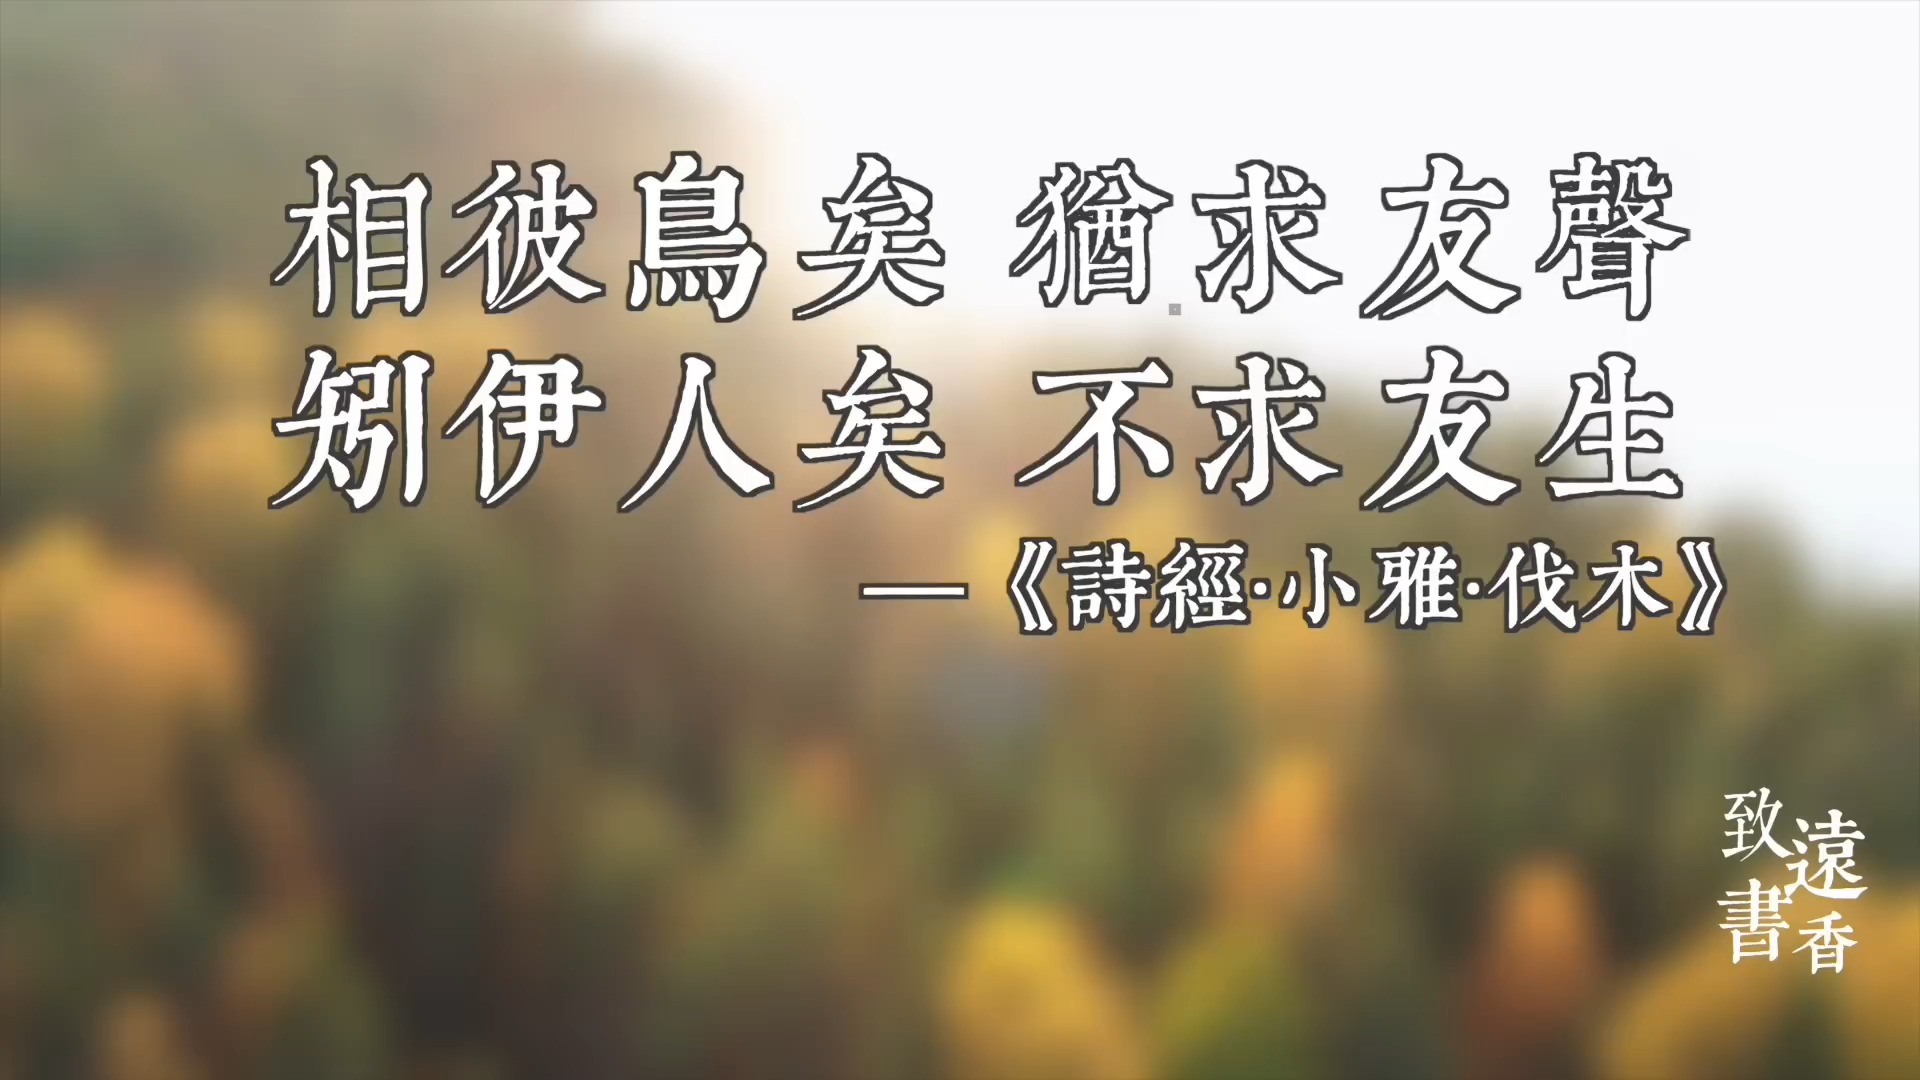 相彼鳥矣 猶求友聲
矧伊人矣 不求友生
—《詩經·小雅·伐木》
致遠書香